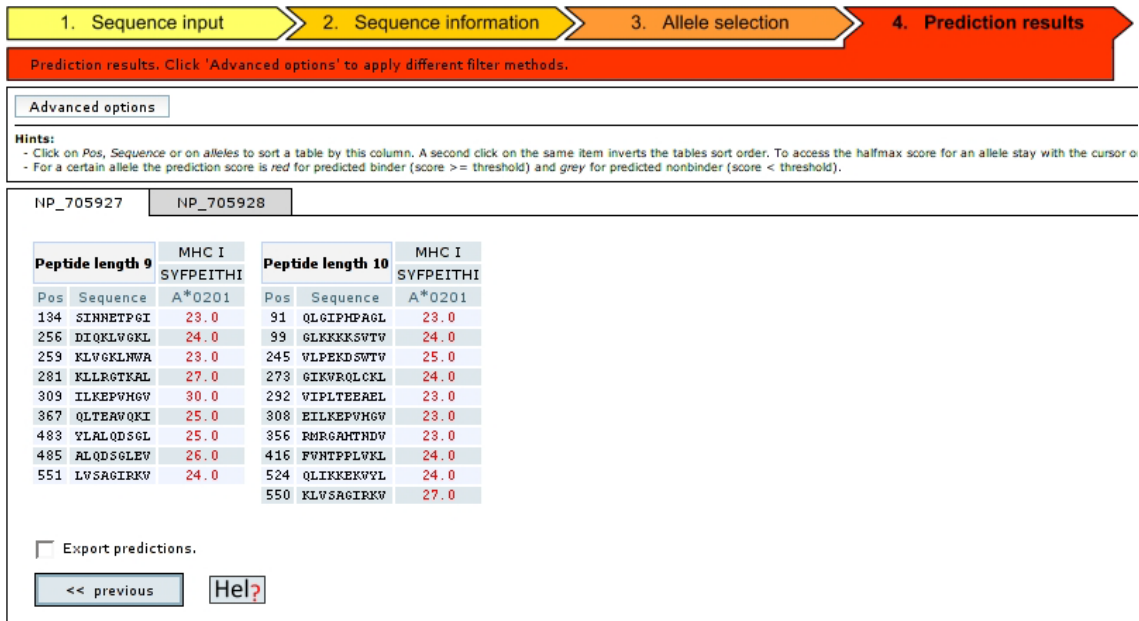 1. Sequence input 2. Sequence information 3. Allele selection 4. Prediction results
Prediction results. Click 'Advanced options' to apply different filter methods.
Advanced options
Hints:
- Click on Pos, Sequence or on alleles to sort a table by this column. A second click on the same item inverts the tables sort order. To access the halfmax score for an allele stay with the cursor o
- For a certain allele the prediction score is red for predicted binder (score >= threshold) and grey for predicted nonbinder (score < threshold).
NP_705927 NP_705928
Peptide length 9 MHC I Peptide length 10 MHC I
SYFPEITHI SYFPEITHI
Pos Sequence A*0201 Pos Sequence A*0201
134 SINNETPGI 23.0 91 QLGIPHPAGL 23.0
256 DIQKLVGKL 24.0 99 GLKKKKSVTV 24.0
259 KLVGKLNWA 23.0 245 VLPEKDSWTV 25.0
281 KLLRGTKAL 27.0 273 GIKVRQLCKL 24.0
309 ILKEPVHGV 30.0 292 VIPLTEEAEL 23.0
367 QLTEAVQKI 25.0 308 EILKEPVHGV 23.0
483 YLALQDSGL 25.0 356 RMRGAHTNDV 23.0
485 ALQDSGLEV 26.0 416 FVNTPPLVKL 24.0
551 LVSAGIRKV 24.0 524 QLIKKEKVYL 24.0
550 KLVSAGIRKV 27.0
Export predictions.
<< previous Hel?